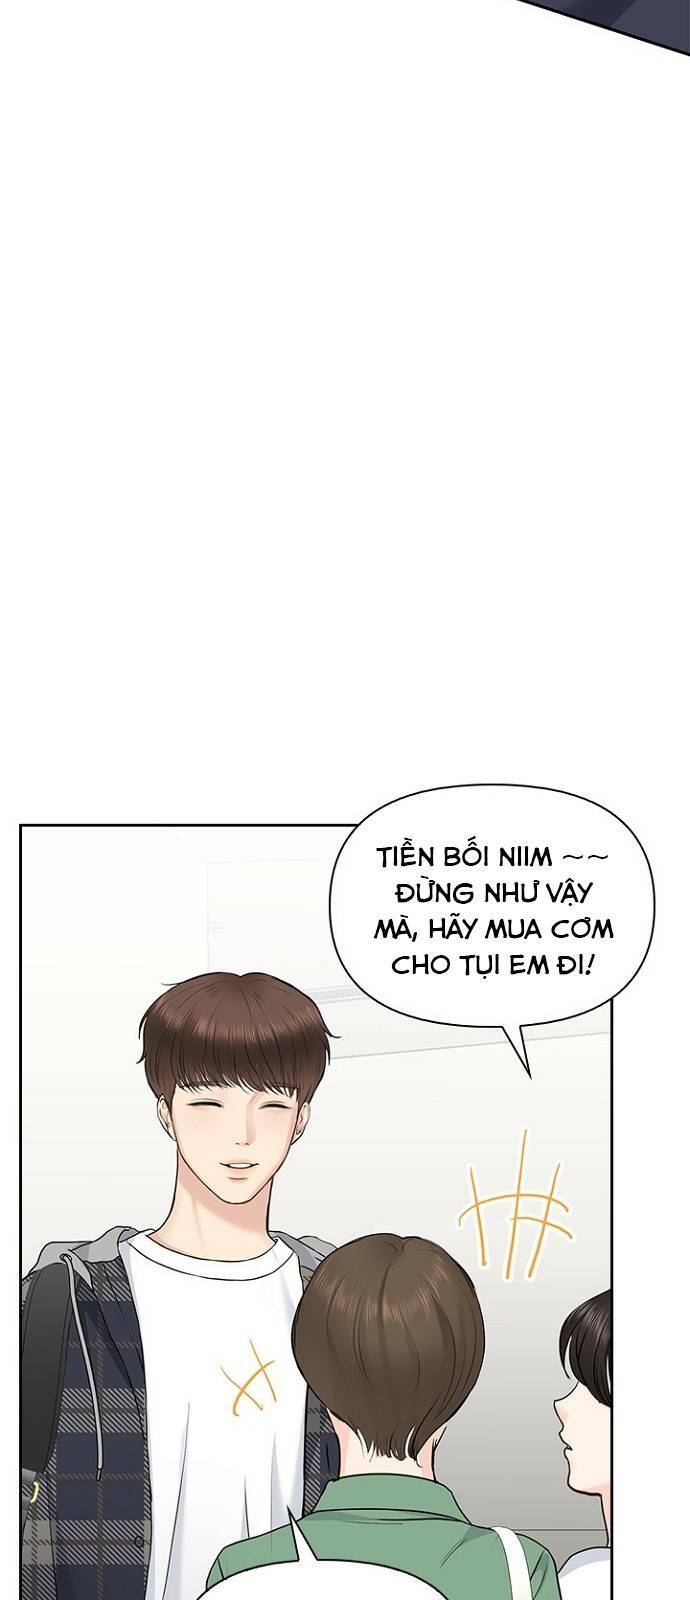 TIỀN BỐI NIIM ~~
ĐỪNG NHƯ VẬY
MÀ, HÃY MUA CƠM
CHO TỤI EM ĐI!